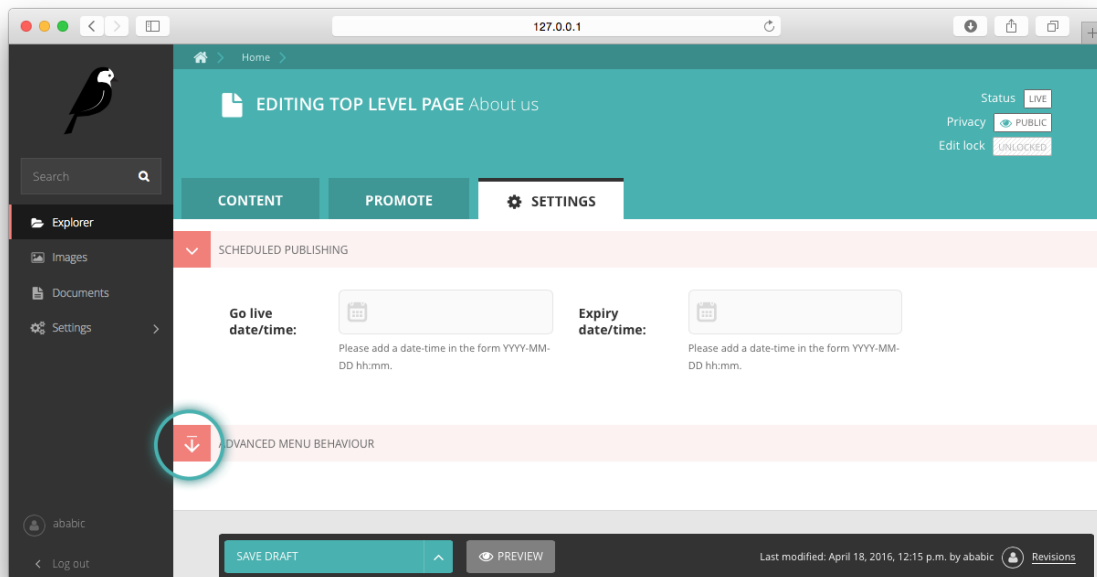 127.0.0.1
Home
EDITING TOP LEVEL PAGE About us
Status LIVE
Privacy PUBLIC
Edit lock UNLOCKED
Search
CONTENT
PROMOTE
SETTINGS
Explorer
Images
Documents
Settings
SCHEDULED PUBLISHING
Go live
date/time:
Please add a date-time in the form YYYY-MM-
DD hh:mm.
Expiry
date/time:
Please add a date-time in the form YYYY-MM-
DD hh:mm.
ADVANCED MENU BEHAVIOUR
ababic
Log out
SAVE DRAFT
PREVIEW
Last modified: April 18, 2016, 12:15 p.m. by ababic
Revisions